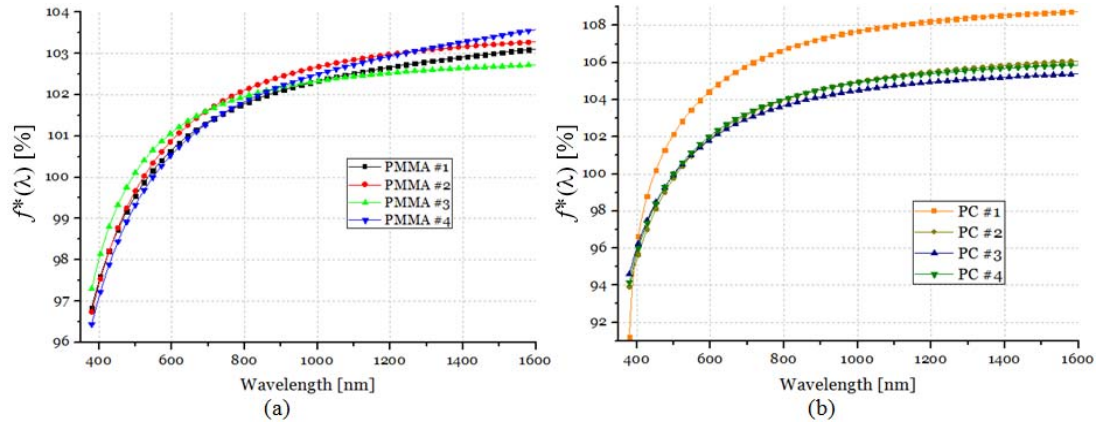 104
103
102
101
100
99
98
97
96
f*(λ) [%]
PMMA #1
PMMA #2
PMMA #3
PMMA #4
400 600 800 1000 1200 1400 1600
Wavelength [nm]
(a)
108
106
104
102
100
98
96
94
92
f*(λ) [%]
PC #1
PC #2
PC #3
PC #4
400 600 800 1000 1200 1400 1600
Wavelength [nm]
(b)